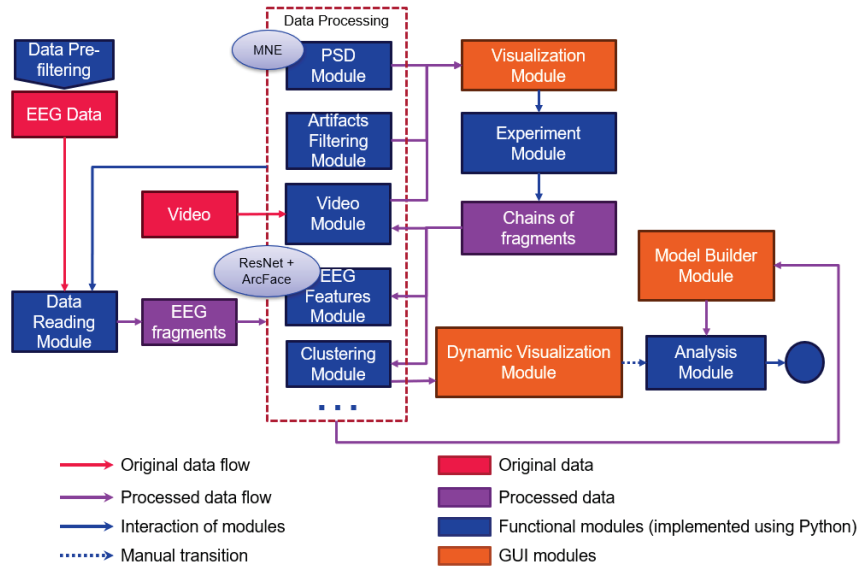 Data Processing
Data Pre-
filtering
MNE
PSD
Module
Visualization
Module
EEG Data
Artifacts
Filtering
Module
Experiment
Module
Video
Video
Module
Chains of
fragments
ResNet +
ArcFace
EEG
Features
Module
Model Builder
Module
Data
Reading
Module
EEG
fragments
Clustering
Module
Dynamic Visualization
Module
Analysis
Module
...
Original data flow
Processed data flow
Interaction of modules
Manual transition
Original data
Processed data
Functional modules (implemented using Python)
GUI modules